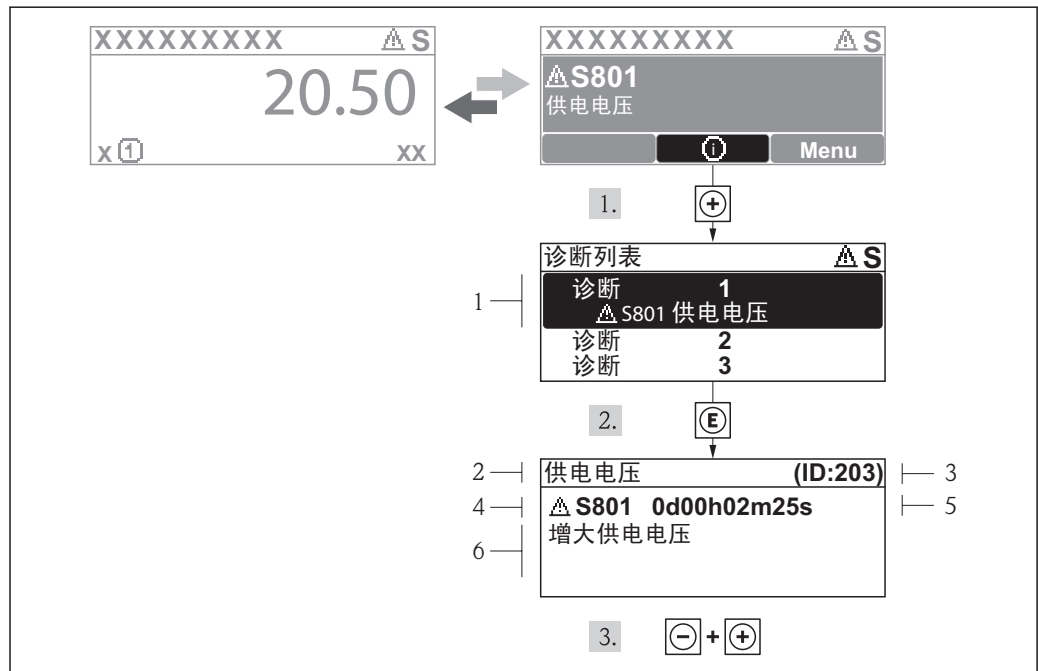 XXXXXXXXX ⚠ S
20.50
x ① xx
XXXXXXXXX ⚠ S
⚠ S801
供电电压
ⓘ Menu
1. +
诊断列表 ⚠ S
1 诊断 1
⚠ S801 供电电压
诊断 2
诊断 3
2. E
2 供电电压 (ID:203) 3
4 ⚠ S801 0d00h02m25s 5
6 增大供电电压
3. - + +